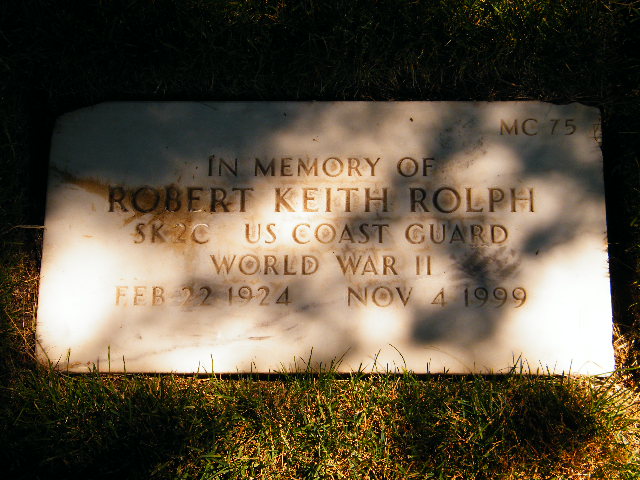 MC 75
IN MEMORY OF
ROBERT KEITH ROLPH
SK2C US COAST GUARD
WORLD WAR II
FEB 22 1924 NOV 4 1999